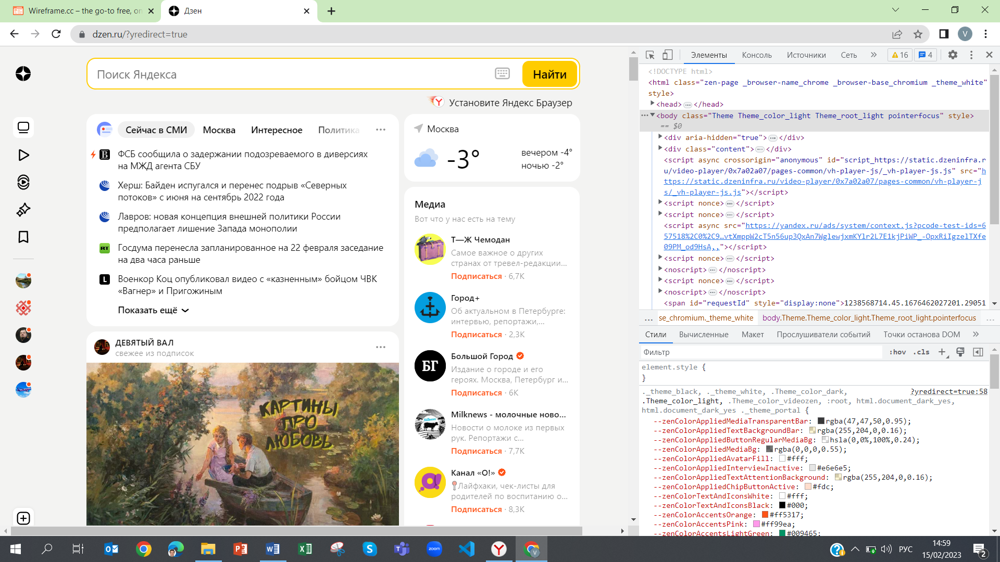 Wireframe.cc – the go-to free, on
Дзен
dzen.ru/?yredirect=true
V
Поиск Яндекса
Найти
Установите Яндекс Браузер
Сейчас в СМИ
Москва
Интересное
Политика
ФСБ сообщила о задержании подозреваемого в диверсиях
на МЖД агента СБУ
Херш: Байден испугался и перенес подрыв «Северных
потоков» с июня на сентябрь 2022 года
Лавров: новая концепция внешней политики России
предполагает лишение Запада монополии
RT
Госдума перенесла запланированное на 22 февраля заседание
на два часа раньше
L
Военкор Коц опубликовал видео с «казненным» бойцом ЧВК
«Вагнер» и Пригожиным
Показать ещё
Москва
-3°
вечером -4°
ночью -2°
ДЕВЯТЫЙ ВАЛ
свежее из подписок
КАРТИНЫ
ПРО
ЛЮБОВЬ
Медиа
Вот что у нас есть на тему
Т—Ж Чемодан
Самое важное о других
странах от тревел-редакции...
Подписаться · 6,7K
Город+
Об актуальном в Петербурге:
интервью, репортажи,...
Подписаться · 2,3K
БГ
Большой Город
Издание о городе и его
героях. Москва, Петербург и...
Подписаться · 6K
Milknews - молочные ново...
Новости о молоке из первых
рук. Репортажи с...
Подписаться · 7,7K
Канал «О!»
Лайфхаки, чек-листы для
родителей по воспитанию о...
Подписаться · 8,3K
Элементы
Консоль
Источники
Сеть
16
4
<!DOCTYPE html>
<html class="zen-page _browser-name_chrome _browser-base_chromium _theme_white"
style>
<head>…</head>
<body class="Theme Theme_color_light Theme_root_light pointerfocus" style>
== $0
<div aria-hidden="true">…</div>
<div class="content">…</div>
<script async crossorigin="anonymous" id="script_https://static.dzeninfra.r
u/video-player/0x7a02a07/pages-common/vh-player-js/_vh-player-js.js" src="h
ttps://static.dzeninfra.ru/video-player/0x7a02a07/pages-common/vh-player-j
s/_vh-player-js.js"></script>
<script nonce>…</script>
<script nonce>…</script>
<script async src="https://yandex.ru/ads/system/context.js?pcode-test-ids=6
57518%2C0%2C9…vtXmppW2cT5n56up3QxAn7WglewjxmKYlr2L7E1kjPiWP_-OpxRiIgzelTXfe
09PM_od9HsA,,"></script>
<script nonce>…</script>
<noscript>…</noscript>
<script nonce>…</script>
<noscript>…</noscript>
<span id="requestId" style="display:none">1238568714.45.1676462027201.29051
... se_chromium._theme_white body.Theme.Theme_color_light.Theme_root_light.pointerfocus ...
Стили
Вычисленные
Макет
Прослушиватели событий
Точки останова DOM
Фильтр
:hov
.cls
element.style {
}
._theme_black, ._theme_white, .Theme_color_dark,
?yredirect=true:58
.Theme_color_light, .Theme_color_videozen, :root, html.document_dark_yes,
html.document_dark_yes ._theme_portal {
--zenColorAppliedMediaTransparentBar: rgba(47,47,50,0.95);
--zenColorAppliedTextBackgroundBar: rgba(255,204,0,0.16);
--zenColorAppliedButtonRegularMediaBg: hsla(0,0%,100%,0.24);
--zenColorAppliedMediaBg: rgba(0,0,0,0.55);
--zenColorAppliedAvatarFill: #fff;
--zenColorAppliedInterviewInactive: #e6e6e5;
--zenColorAppliedTextAttentionBackground: rgba(255,204,0,0.16);
--zenColorAppliedChipButtonActive: #fdc;
--zenColorTextAndIconsWhite: #fff;
--zenColorTextAndIconsBlack: #000;
--zenColorAccentsOrange: #ff5317;
--zenColorAccentsPink: #ff99ea;
--zenColorAccentsLightGreen: #009465;
zoom
РУС
14:59
15/02/2023
2